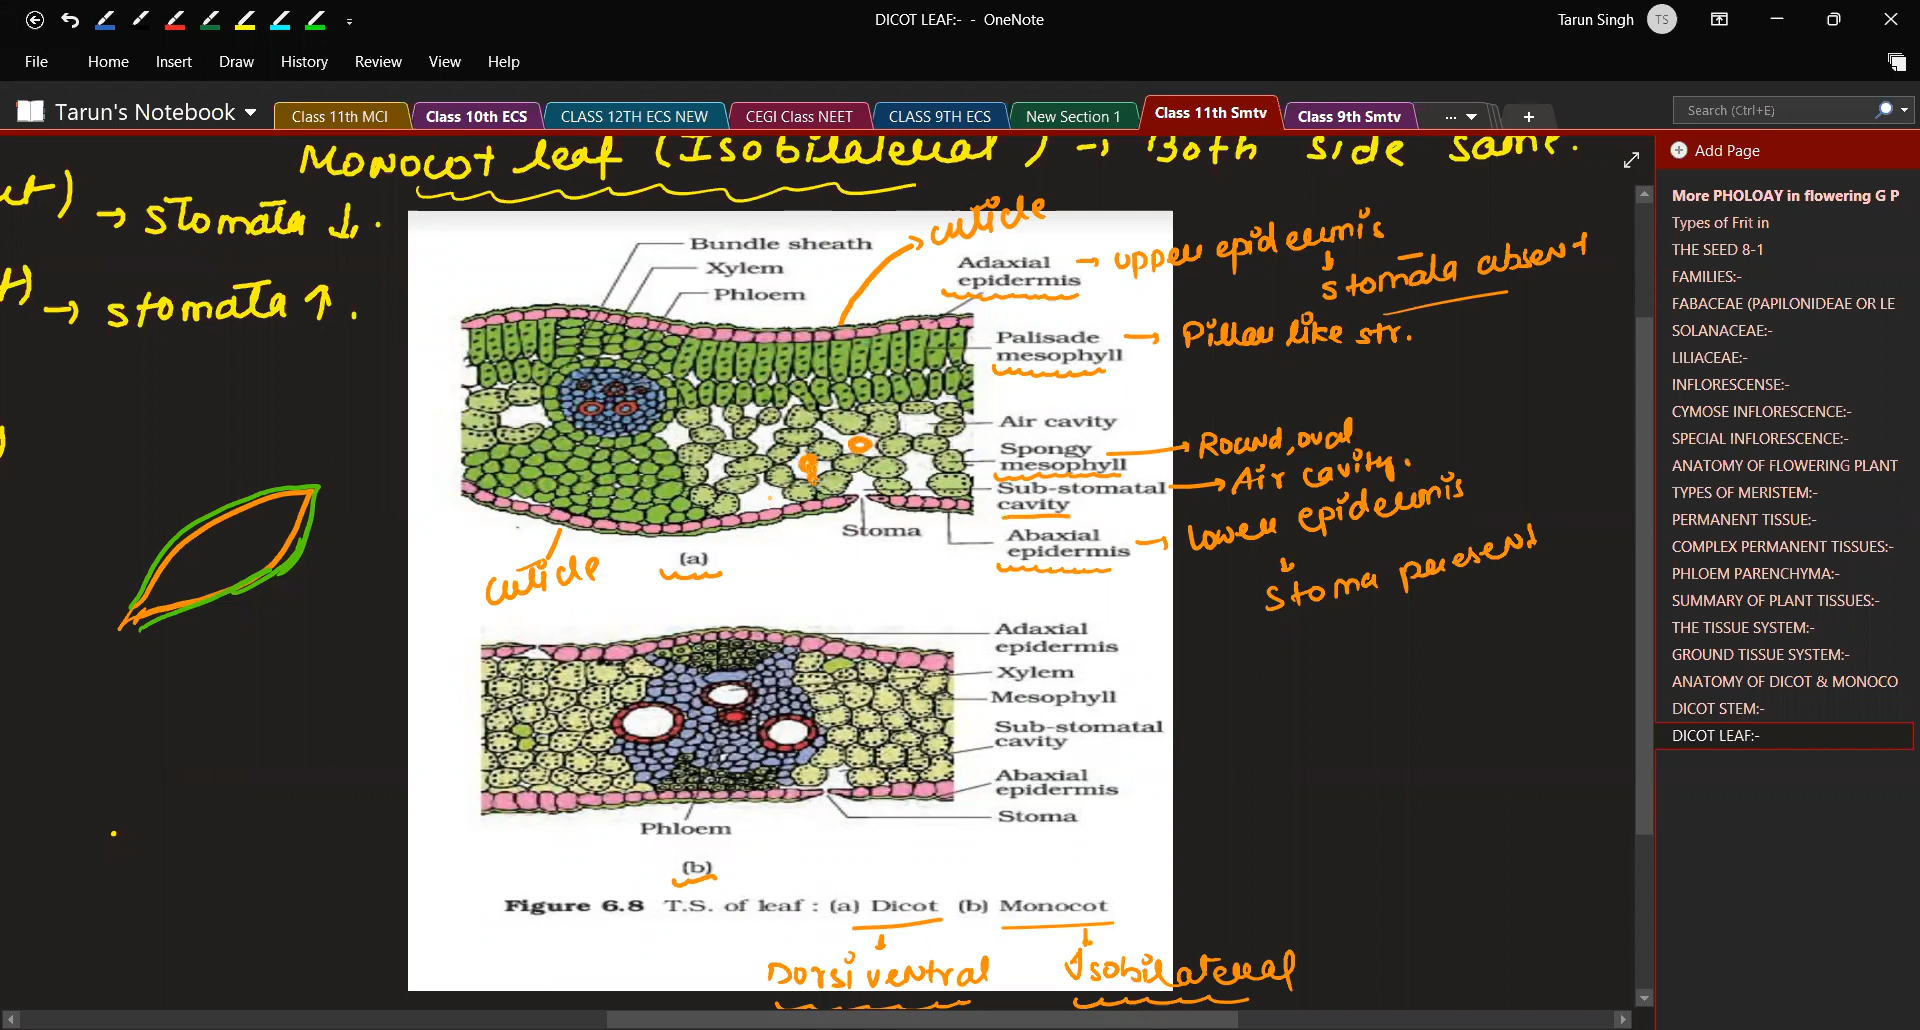 DICOT LEAF:- - OneNote
Tarun Singh
TS
File Home Insert Draw History Review View Help
Tarun's Notebook
Class 11th MCI
Class 10th ECS
CLASS 12TH ECS NEW
CEGI Class NEET
CLASS 9TH ECS
New Section 1
Class 11th Smtv
Class 9th Smtv
...
+
Search (Ctrl+E)
Monocot leaf (Isobilateral) → Both side same.
→ stomata ↓.
→ stomata ↑.
Bundle sheath
Xylem
Phloem
cuticle
Adaxial
epidermis
→ upper epidermis
↓
stomata absent
Palisade
mesophyll
→ Pillar like str.
Air cavity
Spongy
mesophyll
→ Round, oval
Sub-stomatal
cavity
→ Air cavity.
Stoma
Abaxial
epidermis
→ lower epidermis
↓
stoma present
cuticle
(a)
Adaxial
epidermis
Xylem
Mesophyll
Sub-stomatal
cavity
Abaxial
epidermis
Stoma
Phloem
(b)
Figure 6.8 T.S. of leaf : (a) Dicot (b) Monocot
Dorsiventral
Isobilateral
Add Page
More PHOLOAY in flowering G P
Types of Frit in
THE SEED 8-1
FAMILIES:-
FABACEAE (PAPILONIDEAE OR LE
SOLANACEAE:-
LILIACEAE:-
INFLORESCENSE:-
CYMOSE INFLORESCENCE:-
SPECIAL INFLORESCENCE:-
ANATOMY OF FLOWERING PLANT
TYPES OF MERISTEM:-
PERMANENT TISSUE:-
COMPLEX PERMANENT TISSUES:-
PHLOEM PARENCHYMA:-
SUMMARY OF PLANT TISSUES:-
THE TISSUE SYSTEM:-
GROUND TISSUE SYSTEM:-
ANATOMY OF DICOT & MONOCO
DICOT STEM:-
DICOT LEAF:-